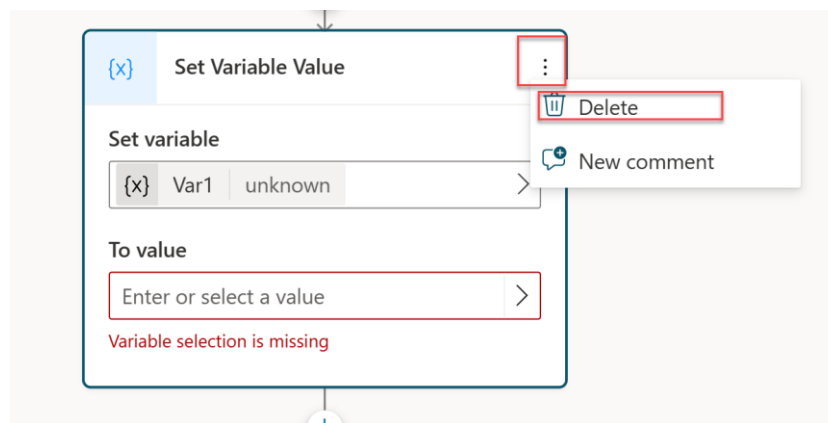 {x} Set Variable Value
Delete
Set variable
New comment
{x} Var1 unknown
To value
Enter or select a value
Variable selection is missing